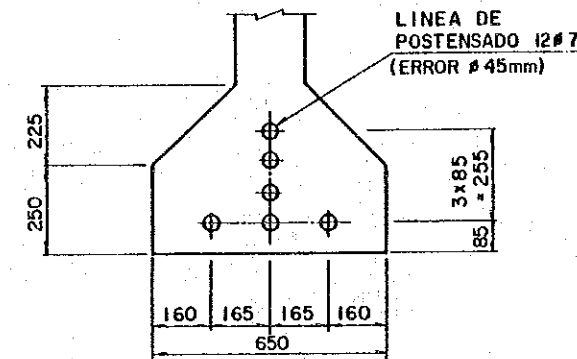 LINEA DE
POSTENSADO 12ø7
(ERROR ø45mm)
225
250
3x85
=255
85
160 165 165 160
650